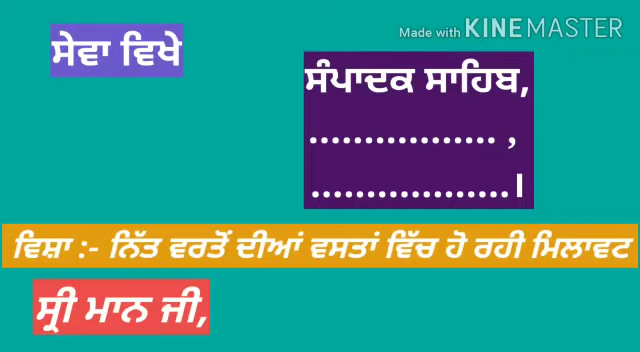 Made with KINEMASTER
ਸੇਵਾ ਵਿਖੇ
ਸੰਪਾਦਕ ਸਾਹਿਬ,
................. ,
..................।
ਵਿਸ਼ਾ :- ਨਿੱਤ ਵਰਤੋਂ ਦੀਆਂ ਵਸਤਾਂ ਵਿੱਚ ਹੋ ਰਹੀ ਮਿਲਾਵਟ
ਸ੍ਰੀ ਮਾਨ ਜੀ,